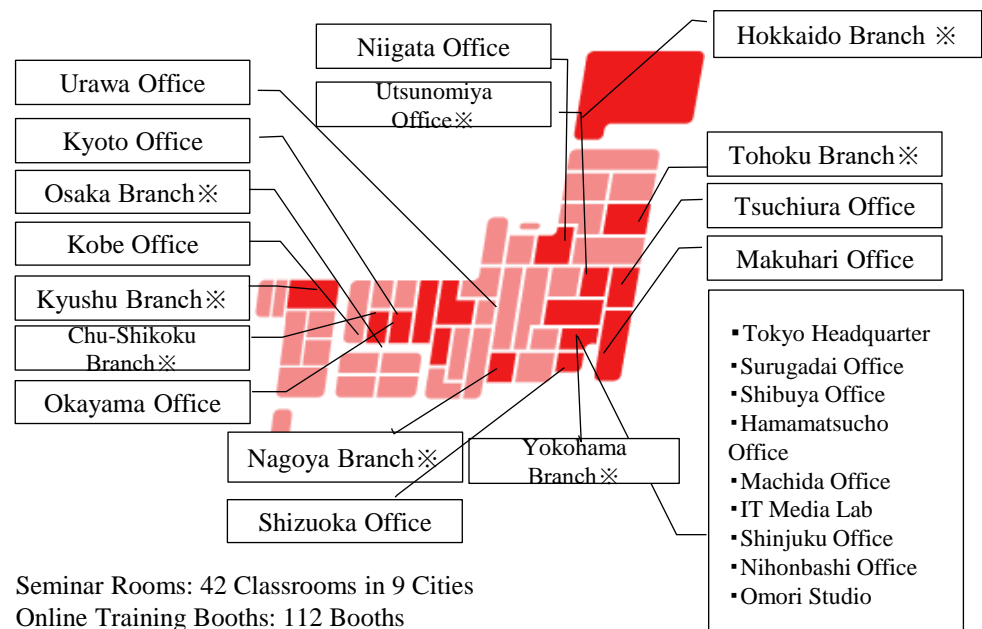 Niigata Office
Hokkaido Branch ※
Urawa Office
Utsunomiya
Office※
Kyoto Office
Tohoku Branch※
Osaka Branch※
Tsuchiura Office
Kobe Office
Makuhari Office
Kyushu Branch※
Chu-Shikoku
Branch※
Okayama Office
▪Tokyo Headquarter
▪Surugadai Office
▪Shibuya Office
▪Hamamatsucho
Office
▪Machida Office
▪IT Media Lab
▪Shinjuku Office
▪Nihonbashi Office
▪Omori Studio
Nagoya Branch※
Yokohama
Branch※
Shizuoka Office
Seminar Rooms: 42 Classrooms in 9 Cities
Online Training Booths: 112 Booths